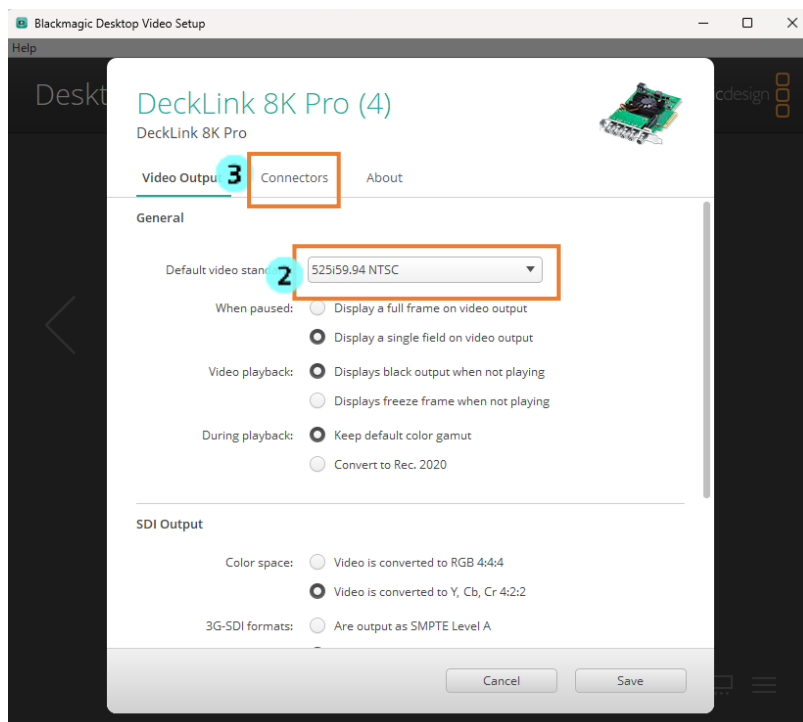 Blackmagic Desktop Video Setup
Help
Deskt
cdesign
DeckLink 8K Pro (4)
DeckLink 8K Pro
Video Outpu 3 Connectors About
General
Default video stan 2 525i59.94 NTSC
When paused: Display a full frame on video output
Display a single field on video output
Video playback: Displays black output when not playing
Displays freeze frame when not playing
During playback: Keep default color gamut
Convert to Rec. 2020
SDI Output
Color space: Video is converted to RGB 4:4:4
Video is converted to Y, Cb, Cr 4:2:2
3G-SDI formats: Are output as SMPTE Level A
Cancel Save